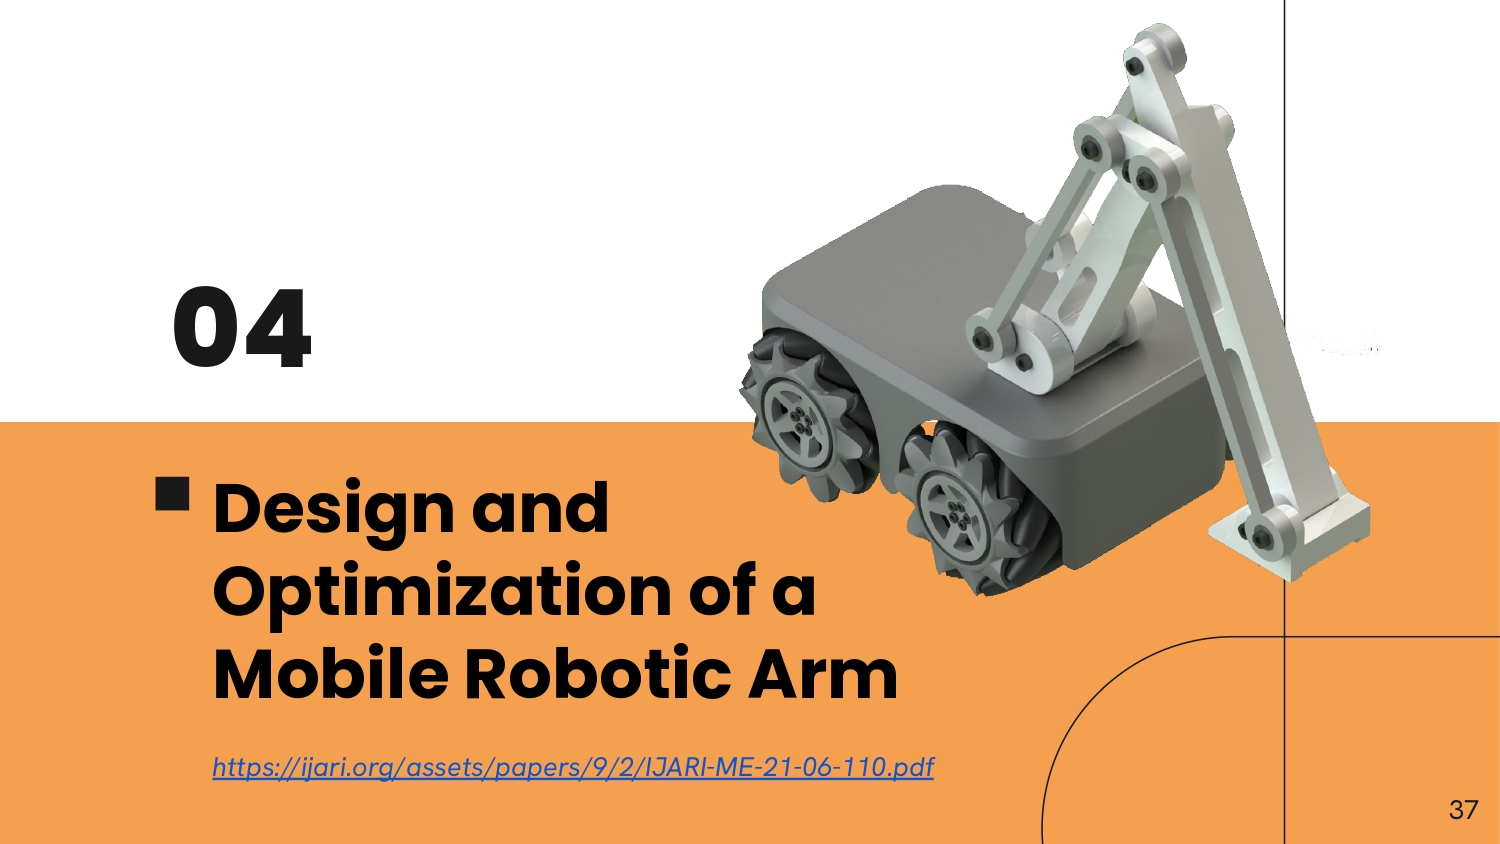 04
Design and
Optimization of a
Mobile Robotic Arm
https://ijari.org/assets/papers/9/2/IJARI-ME-21-06-110.pdf
37